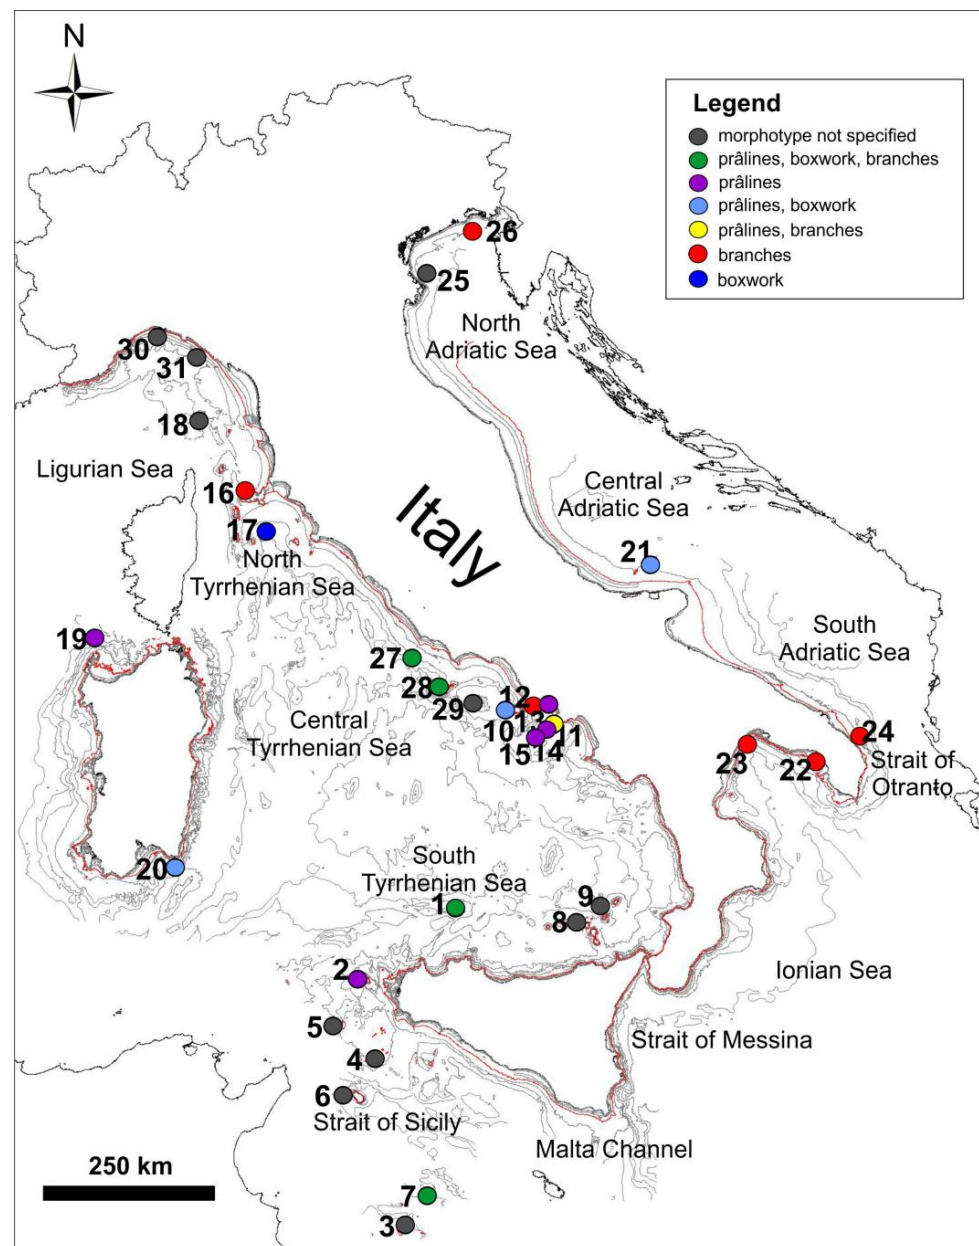 N
Legend
morphotype not specified
prâlines, boxwork, branches
prâlines
prâlines, boxwork
prâlines, branches
branches
boxwork
26
25
North
Adriatic Sea
30
31
18
Ligurian Sea
16
17
North
Tyrrhenian Sea
Italy
Central
Adriatic Sea
21
19
South
Adriatic Sea
27
28
29
12
13
10
11
15
14
Central
Tyrrhenian Sea
24
23
22
Strait of
Otranto
20
South
Tyrrhenian Sea
1
9
8
2
Ionian Sea
5
4
Strait of Messina
6
Strait of Sicily
Malta Channel
250 km
7
3